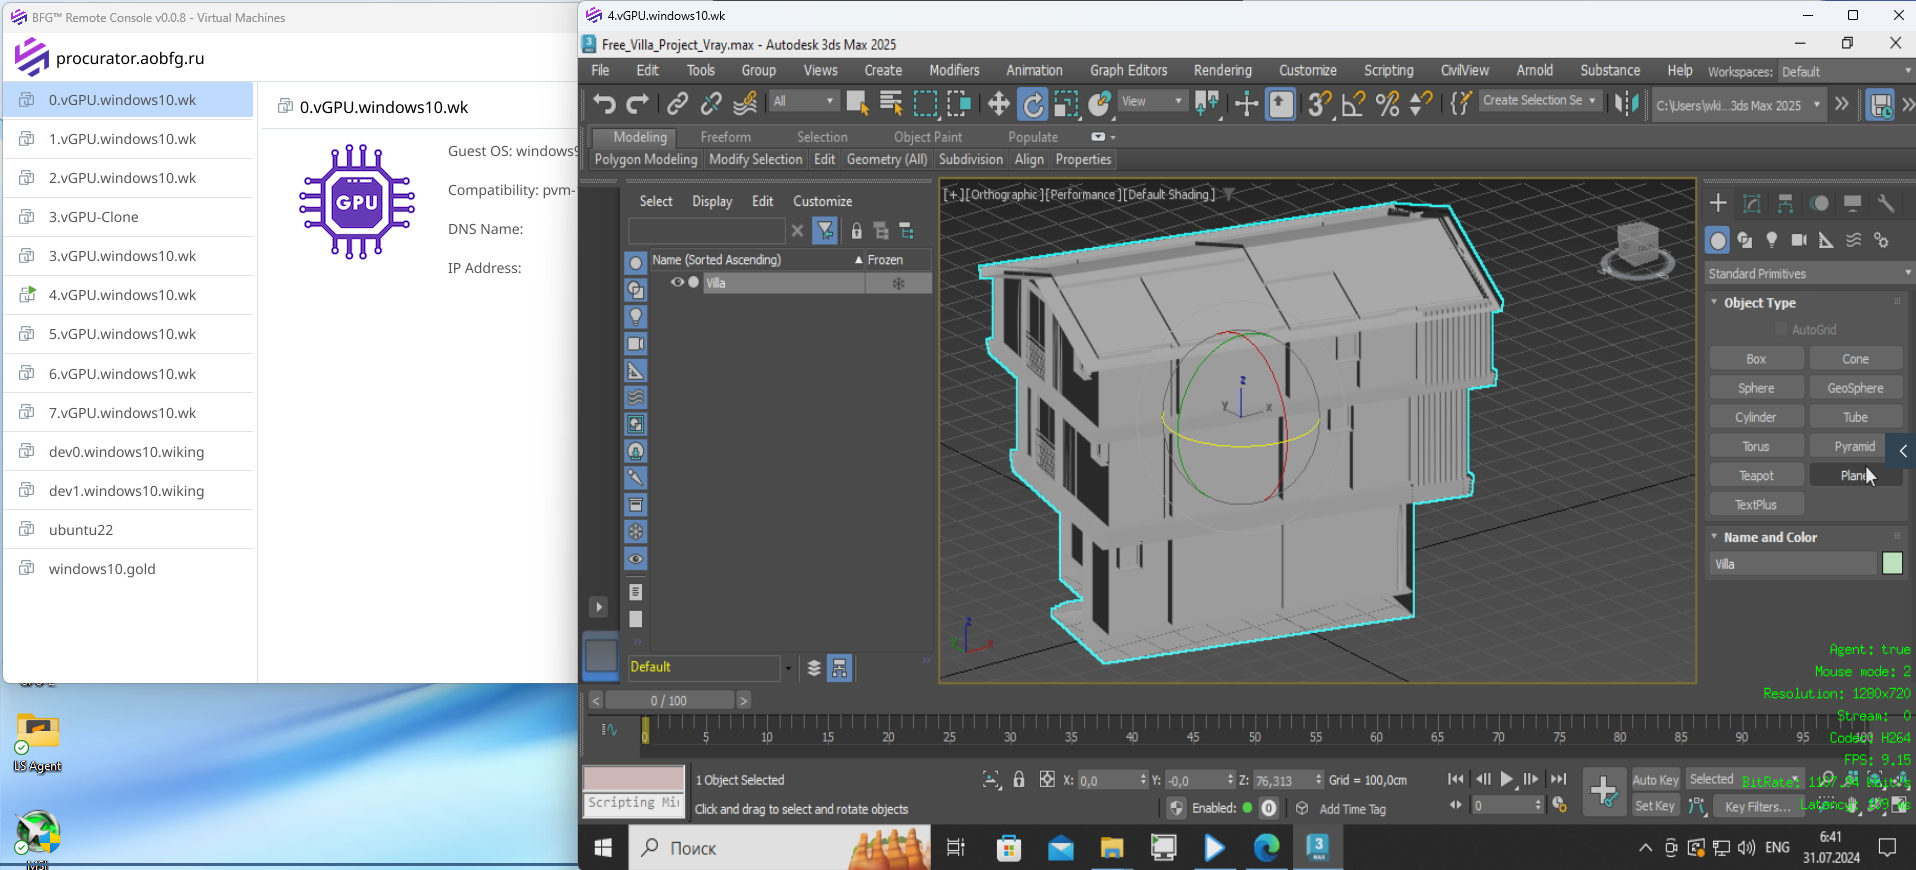 BFG™ Remote Console v0.0.8 - Virtual Machines
procurator.aobfg.ru
0.vGPU.windows10.wk
1.vGPU.windows10.wk
2.vGPU.windows10.wk
3.vGPU-Clone
3.vGPU.windows10.wk
4.vGPU.windows10.wk
5.vGPU.windows10.wk
6.vGPU.windows10.wk
7.vGPU.windows10.wk
dev0.windows10.wiking
dev1.windows10.wiking
ubuntu22
windows10.gold
0.vGPU.windows10.wk
GPU
Guest OS: windows
Compatibility: pvm-
DNS Name:
IP Address:
LS Agent
4.vGPU.windows10.wk
Free_Villa_Project_Vray.max - Autodesk 3ds Max 2025
File Edit Tools Group Views Create Modifiers Animation Graph Editors Rendering Customize Scripting CivilView Arnold Substance Help Workspaces: Default
All View Create Selection Se C:\Users\wki...3ds Max 2025
Modeling Freeform Selection Object Paint Populate
Polygon Modeling Modify Selection Edit Geometry (All) Subdivision Align Properties
Select Display Edit Customize
Name (Sorted Ascending) Frozen
Villa
Default
[+][Orthographic][Performance][Default Shading]
z
y x
z
x
FRONT
Standard Primitives
Object Type
AutoGrid
Box Cone
Sphere GeoSphere
Cylinder Tube
Torus Pyramid
Teapot Plane
TextPlus
Name and Color
Villa
Agent: true
Mouse mode: 2
Resolution: 1280x720
Stream: 0
Codec: H264
FPS: 9.15
0 / 100
0 5 10 15 20 25 30 35 40 45 50 55 60 65 70 75 80 85 90 95
1 Object Selected
X: 0,0 Y: -0,0 Z: 76,313 Grid = 100,0cm
Auto Key Selected
Scripting Mi
Click and drag to select and rotate objects
Enabled: 0 Add Time Tag
0
Set Key Key Filters...
Поиск
3
MAX
ENG
6:41
31.07.2024